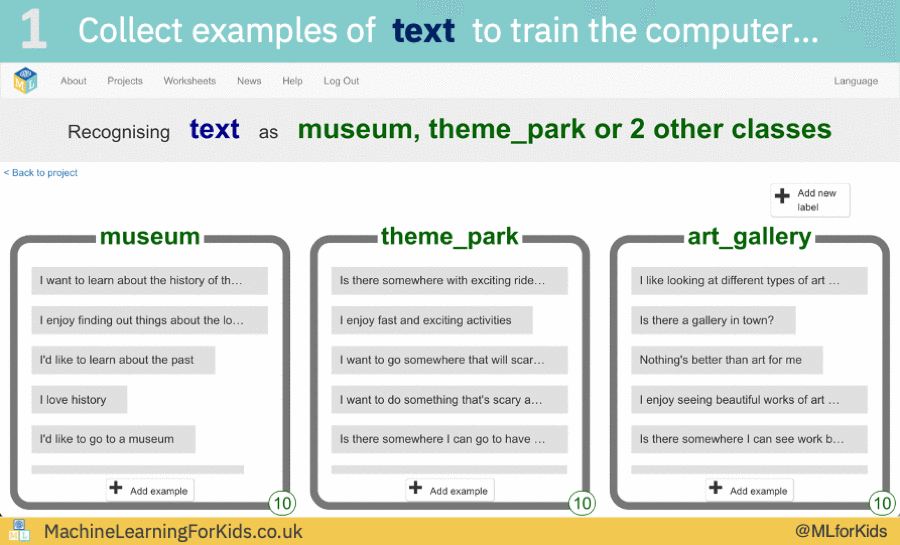 1 Collect examples of text to train the computer...
About Projects Worksheets News Help Log Out Language
Recognising text as museum, theme_park or 2 other classes
< Back to project
Add new
label
museum
I want to learn about the history of th...
I enjoy finding out things about the lo...
I'd like to learn about the past
I love history
I'd like to go to a museum
Add example
10
theme_park
Is there somewhere with exciting ride...
I enjoy fast and exciting activities
I want to go somewhere that will scar...
I want to do something that's scary a...
Is there somewhere I can go to have ...
Add example
10
art_gallery
I like looking at different types of art ...
Is there a gallery in town?
Nothing's better than art for me
I enjoy seeing beautiful works of art ...
Is there somewhere I can see work b...
Add example
10
MachineLearningForKids.co.uk
@MLforKids